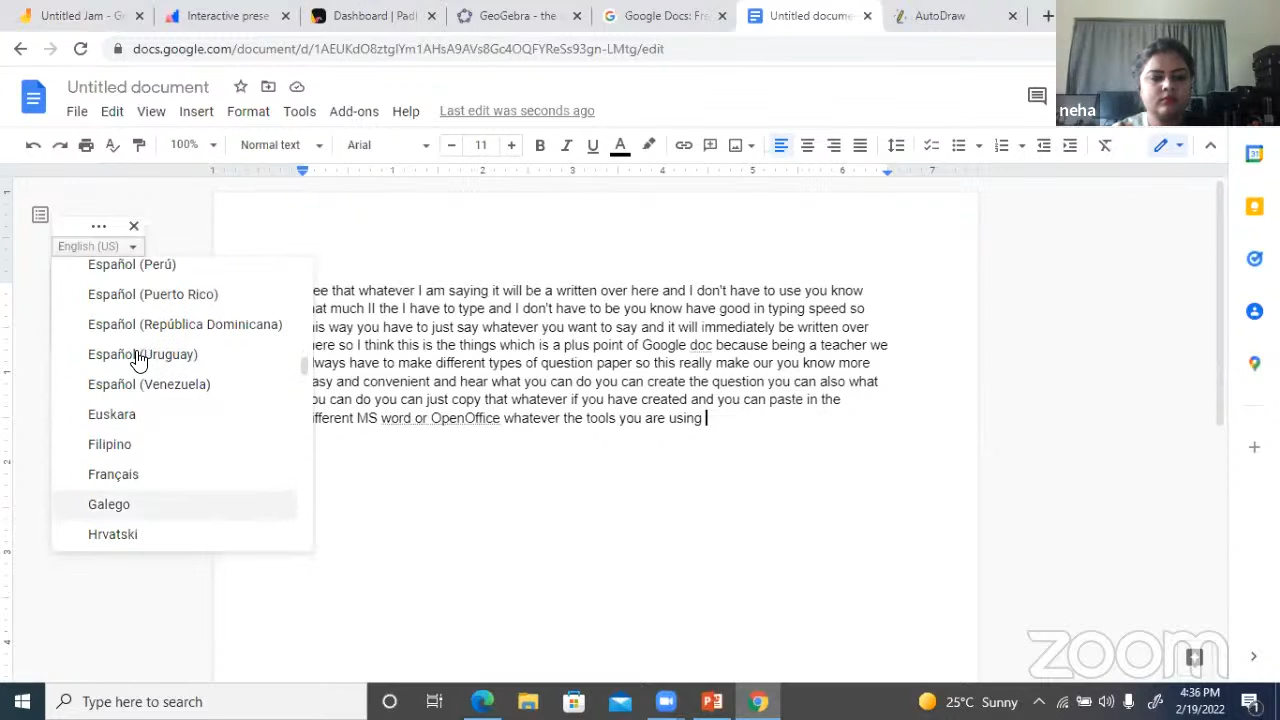 Untitled Jam -
Interactive prese
Dashboard | Padl
GeoGebra - the
Google Docs: Fre
Untitled docume
AutoDraw
docs.google.com/document/d/1AEUKdO8ztglYm1AHsA9AVs8Gc4OQFYReSs93gn-LMtg/edit
neha
Untitled document
File Edit View Insert Format Tools Add-ons Help Last edit was seconds ago
100% Normal text Arial 11 B I U A
1 1 2 3 4 5 6 7
English (US)
Español (Perú)
Español (Puerto Rico)
Español (República Dominicana)
Español (Uruguay)
Español (Venezuela)
Euskara
Filipino
Français
Galego
Hrvatski
ee that whatever I am saying it will be a written over here and I don't have to use you know
at much II the I have to type and I don't have to be you know have good in typing speed so
is way you have to just say whatever you want to say and it will immediately be written over
ere so I think this is the things which is a plus point of Google doc because being a teacher we
lways have to make different types of question paper so this really make our you know more
asy and convenient and hear what you can do you can create the question you can also what
ou can do you can just copy that whatever if you have created and you can paste in the
ifferent MS word or OpenOffice whatever the tools you are using
zoom
Type here to search
25°C Sunny
4:36 PM
2/19/2022